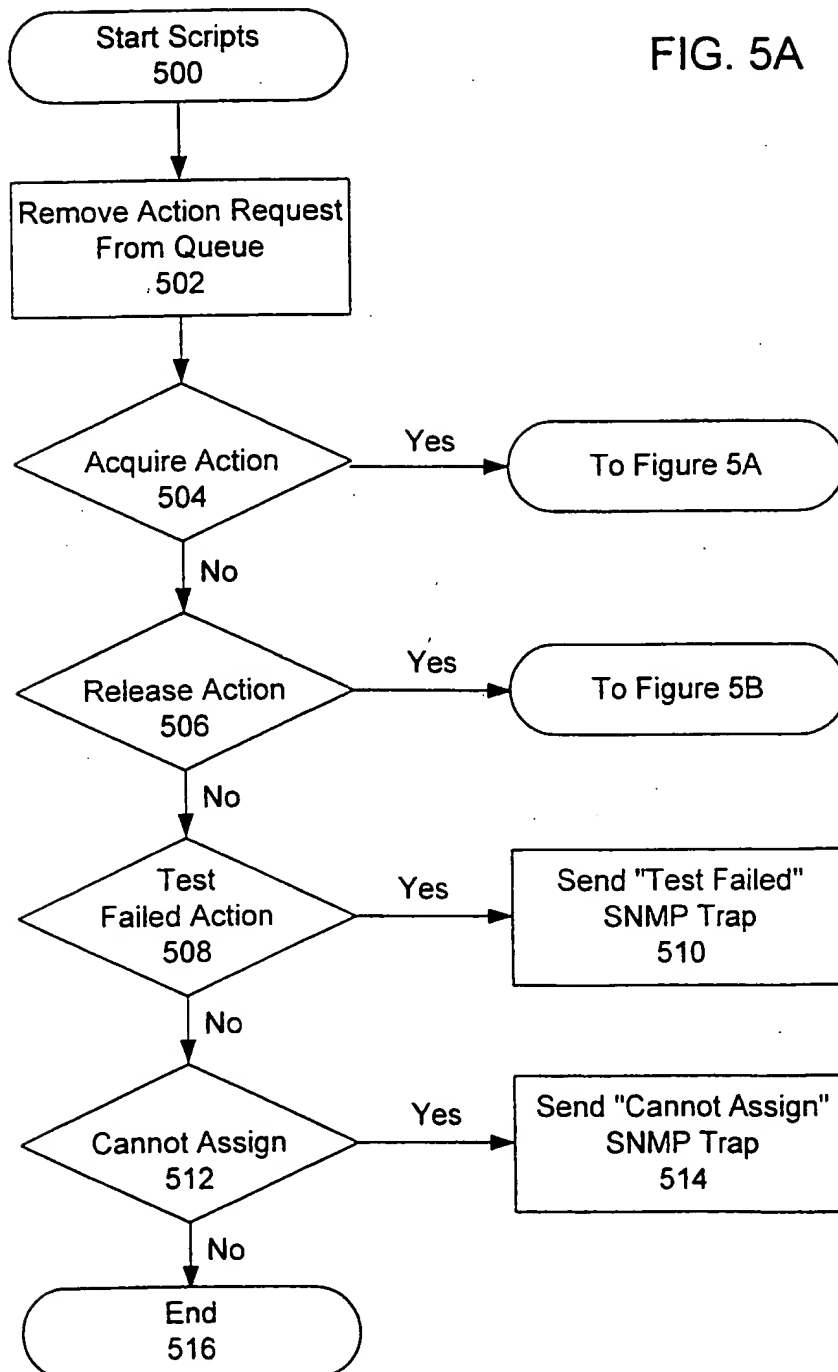 FIG. 5A
Start Scripts
500
Remove Action Request
From Queue
502
Acquire Action
504
Yes
To Figure 5A
No
Release Action
506
Yes
To Figure 5B
No
Test
Failed Action
508
Yes
Send "Test Failed"
SNMP Trap
510
No
Cannot Assign
512
Yes
Send "Cannot Assign"
SNMP Trap
514
No
End
516